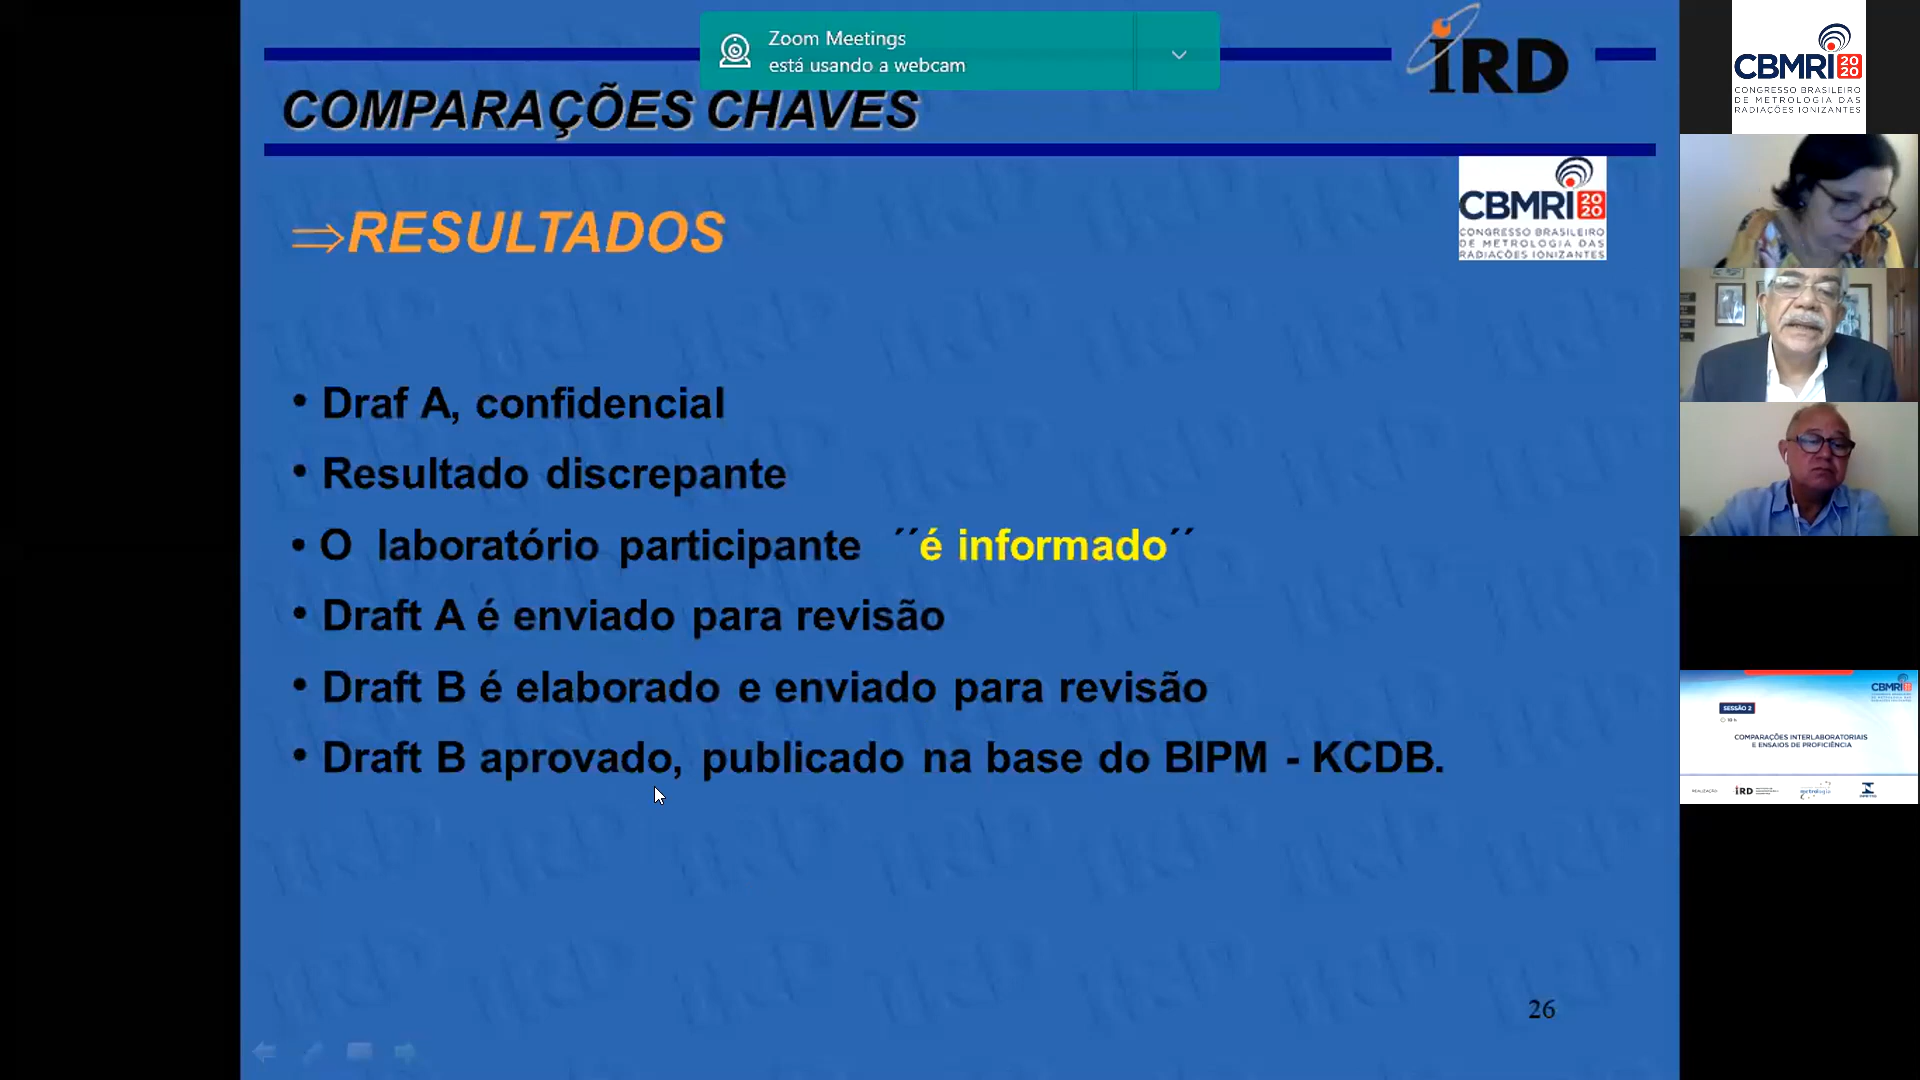 Zoom Meetings
está usando a webcam
iRD
COMPARAÇÕES CHAVES
CBMRI 20 20
CONGRESSO BRASILEIRO
DE METROLOGIA DAS
RADIAÇÕES IONIZANTES
⇒RESULTADOS
• Draf A, confidencial
• Resultado discrepante
• O laboratório participante ´´é informado´´
• Draft A é enviado para revisão
• Draft B é elaborado e enviado para revisão
• Draft B aprovado, publicado na base do BIPM - KCDB.
26
CBMRI 20 20
CONGRESSO BRASILEIRO
DE METROLOGIA DAS
RADIAÇÕES IONIZANTES
CBMRI
SESSÃO 2
COMPARAÇÕES INTERLABORATORIAIS
E ENSAIOS DE PROFICIÊNCIA
REALIZAÇÃO
iRD
metrologia